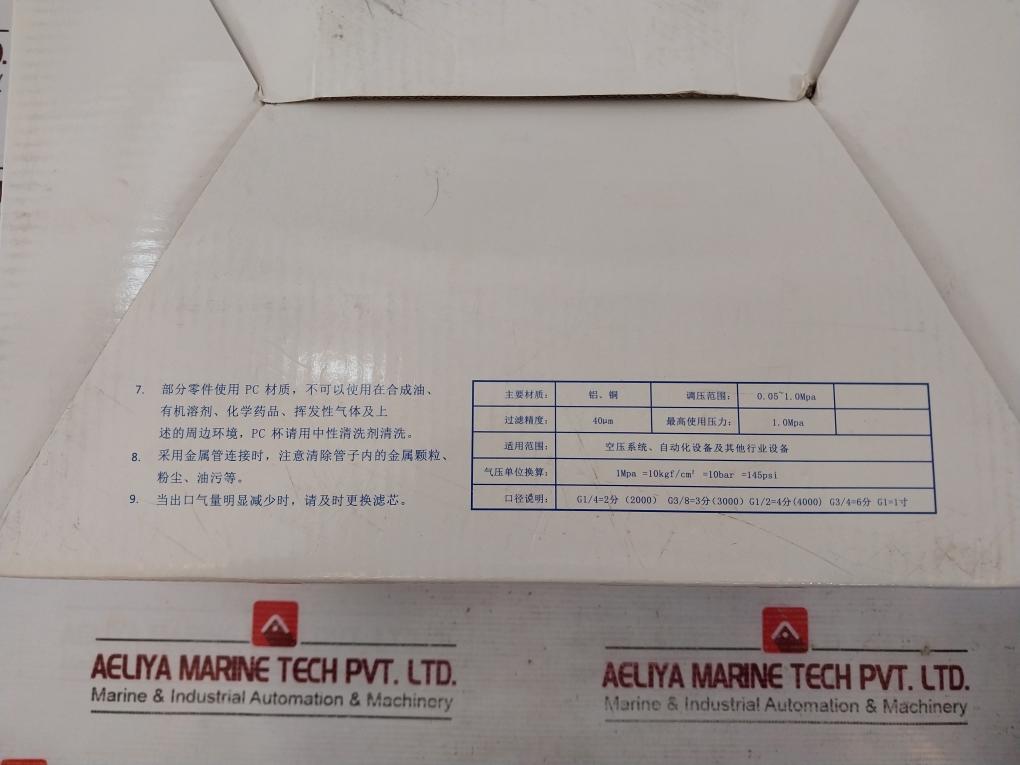 7. 部分零件使用 PC 材质，不可以使用在合成油、
有机溶剂、化学药品、挥发性气体及上
述的周边环境，PC 杯请用中性清洗剂清洗。
8. 采用金属管连接时，注意清除管子内的金属颗粒、
粉尘、油污等。
9. 当出口气量明显减少时，请及时更换滤芯。
主要材质： 铝、铜 调压范围： 0.05~1.0Mpa
过滤精度： 40μm 最高使用压力： 1.0Mpa
适用范围： 空压系统、自动化设备及其他行业设备
气压单位换算： 1Mpa =10kgf/cm² =10bar =145psi
口径说明： G1/4=2分（2000） G3/8=3分(3000) G1/2=4分(4000) G3/4=6分 G1=1寸
AELIYA MARINE TECH PVT. LTD.
Marine & Industrial Automation & Machinery
AELIYA MARINE TECH PVT. LTD.
Marine & Industrial Automation & Machinery